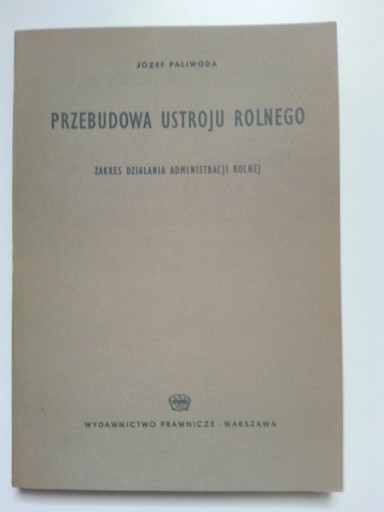 JÓZEF PALIWODA
PRZEBUDOWA USTROJU ROLNEGO
ZAKRES DZIAŁANIA ADMINISTRACJI ROLNEJ
WYDAWNICTWO PRAWNICZE - WARSZAWA